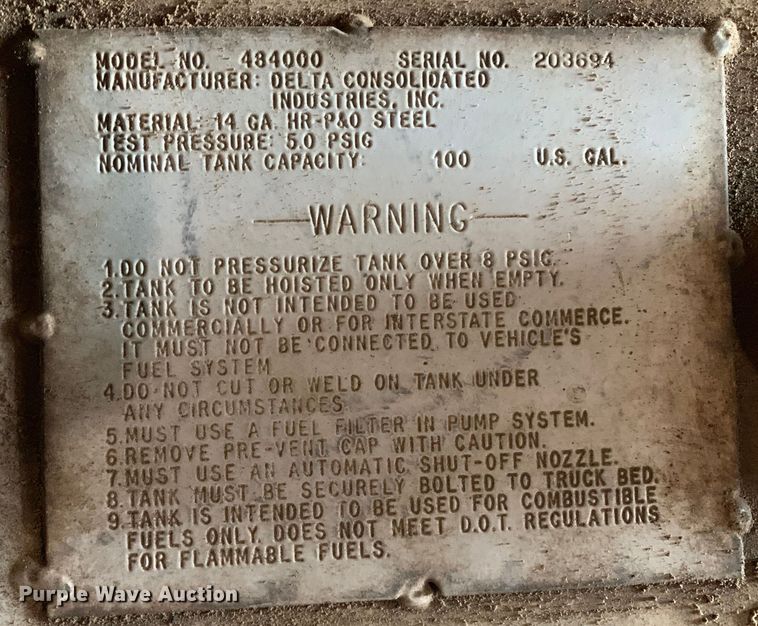 MODEL NO. 484000 SERIAL NO. 203694
MANUFACTURER: DELTA CONSOLIDATED
INDUSTRIES, INC.
MATERIAL: 14 GA HR-P&O STEEL
TEST PRESSURE: 5.0 PSIG
NOMINAL TANK CAPACITY: 100 U.S. GAL.
WARNING
1. DO NOT PRESSURIZE TANK OVER 8 PSIG.
2. TANK TO BE HOISTED ONLY WHEN EMPTY.
3. TANK IS NOT INTENDED TO BE USED
COMMERCIALLY OR FOR INTERSTATE COMMERCE.
IT MUST NOT BE CONNECTED TO VEHICLE'S
FUEL SYSTEM
4. DO NOT CUT OR WELD ON TANK UNDER
ANY CIRCUMSTANCES
5. MUST USE A FUEL FILTER IN PUMP SYSTEM.
6. REMOVE PRE-VENT CAP WITH CAUTION.
7. MUST USE AN AUTOMATIC SHUT-OFF NOZZLE.
8. TANK MUST BE SECURELY BOLTED TO TRUCK BED.
9. TANK IS INTENDED TO BE USED FOR COMBUSTIBLE
FUELS ONLY. DOES NOT MEET D.O.T. REGULATIONS
FOR FLAMMABLE FUELS.
Purple Wave Auction